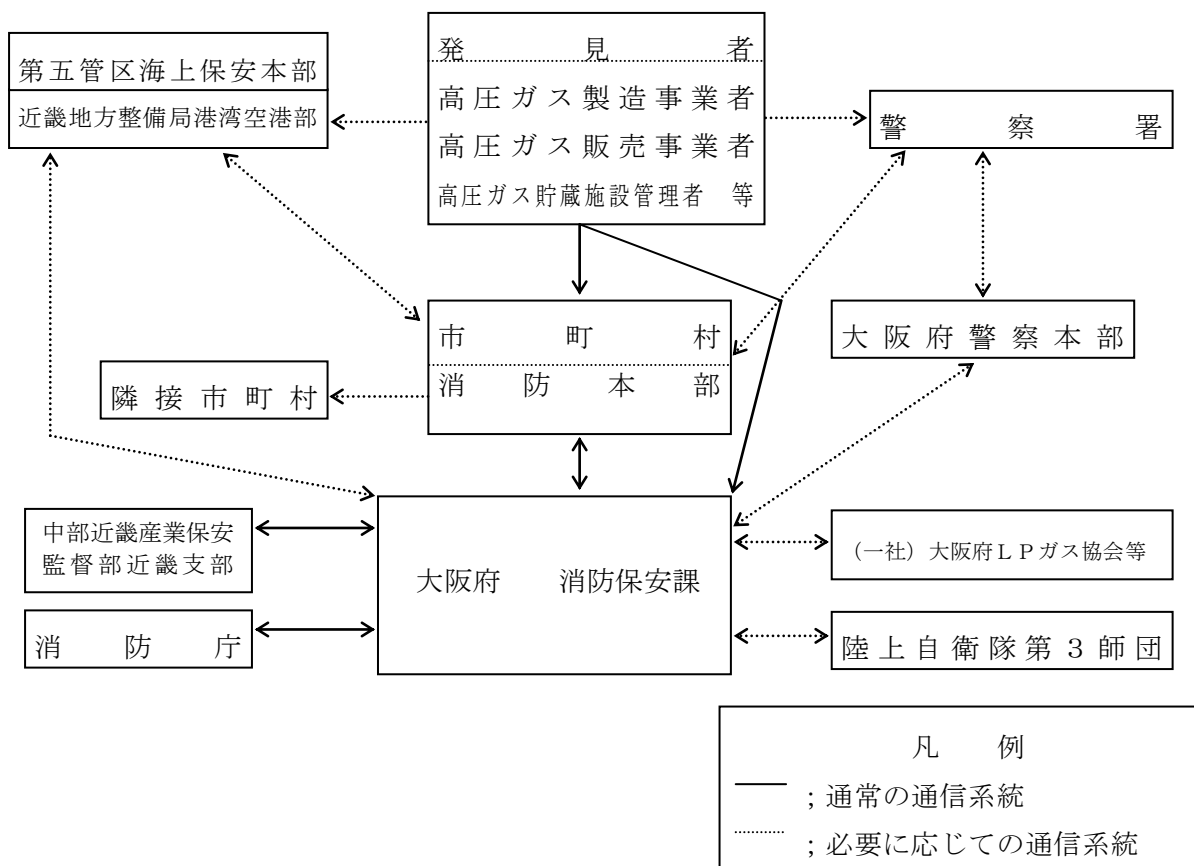 発見者
高圧ガス製造事業者
高圧ガス販売事業者
高圧ガス貯蔵施設管理者 等
第五管区海上保安本部
近畿地方整備局港湾空港部
警察署
市町村
消防本部
大阪府警察本部
隣接市町村
中部近畿産業保安
監督部近畿支部
大阪府 消防保安課
(一社)大阪府LPガス協会等
消防庁
陸上自衛隊第3師団
凡 例
;通常の通信系統
;必要に応じての通信系統